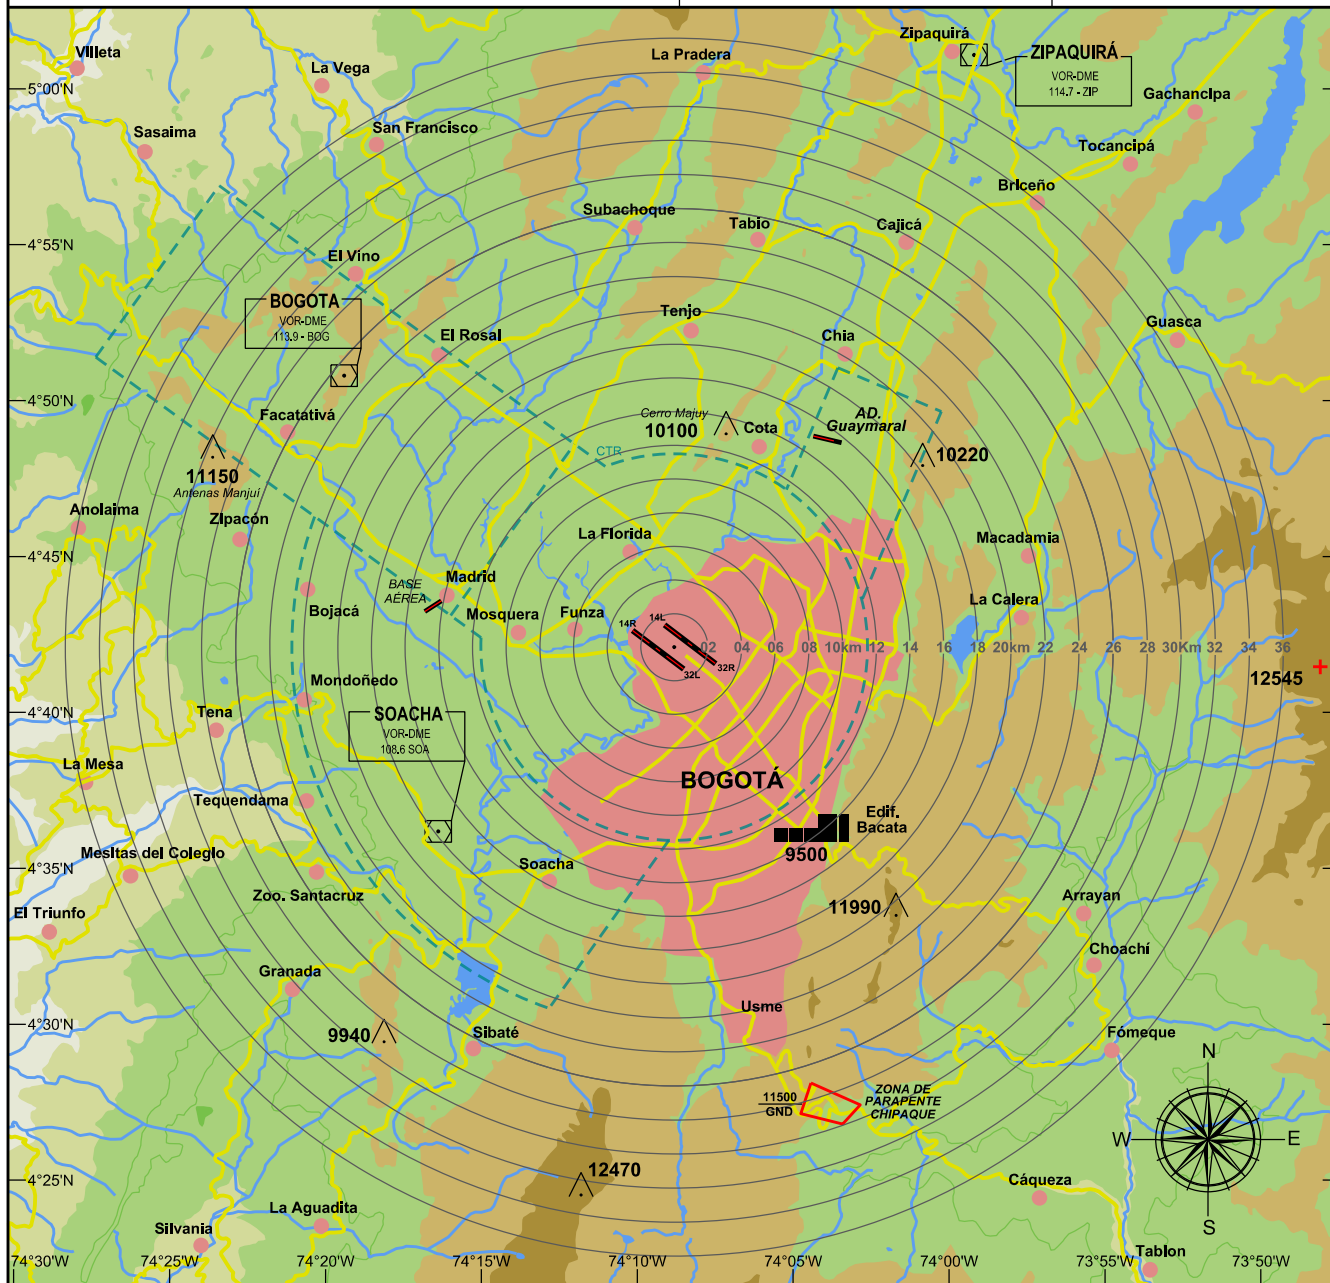 Zipaquirá
ZIPAQUIRÁ
VOR-DME
114.7 - ZIP
Villeta
La Pradera
La Vega
5°00'N
Gachancipa
Sasaima
San Francisco
Tocancipá
Briceño
Subachoque
Tabio
Cajicá
4°55'N
El Vino
BOGOTA
VOR-DME
113.9 - BOG
Tenjo
Guasca
El Rosal
Chia
4°50'N
Facatativá
Cerro Majuy
10100
Cota
AD.
Guaymaral
CTR
10220
11150
Antenas Manjuí
Anolaima
Zipacón
La Florida
Macadamia
4°45'N
BASE
AÉREA
Madrid
Bojacá
Mosquera
Funza
La Calera
14R
14L
32R
32L
02 04 06 08 10km 12 14 16 18 20km 22 24 26 28 30Km 32 34 36
12545
Mondoñedo
4°40'N
Tena
SOACHA
VOR-DME
108.6 SOA
La Mesa
BOGOTÁ
Tequendama
Edif.
Bacata
9500
Mesitas del Colegio
4°35'N
Soacha
Zoo. Santacruz
Arrayan
El Triunfo
11990
Choachí
Granada
Usme
4°30'N
9940
Sibaté
Fómeque
N
11500
GND
ZONA DE
PARAPENTE
CHIPAQUE
W
E
12470
4°25'N
Cáqueza
S
La Aguadita
Silvania
Tablon
74°30'W
74°25'W
74°20'W
74°15'W
74°10'W
74°05'W
74°00'W
73°55'W
73°50'W